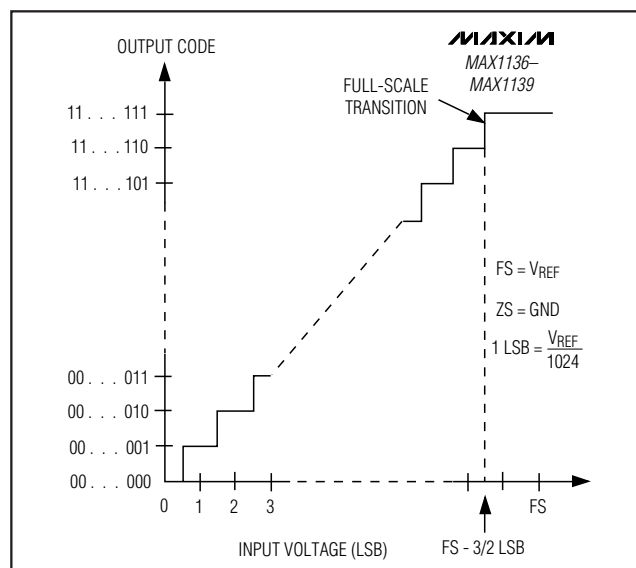 OUTPUT CODE
MAXIM
MAX1136–
MAX1139
FULL-SCALE
TRANSITION
11 . . . 111
11 . . . 110
11 . . . 101
FS = VREF
ZS = GND
1 LSB = VREF
1024
00 . . . 011
00 . . . 010
00 . . . 001
00 . . . 000
0 1 2 3 FS
INPUT VOLTAGE (LSB) FS - 3/2 LSB